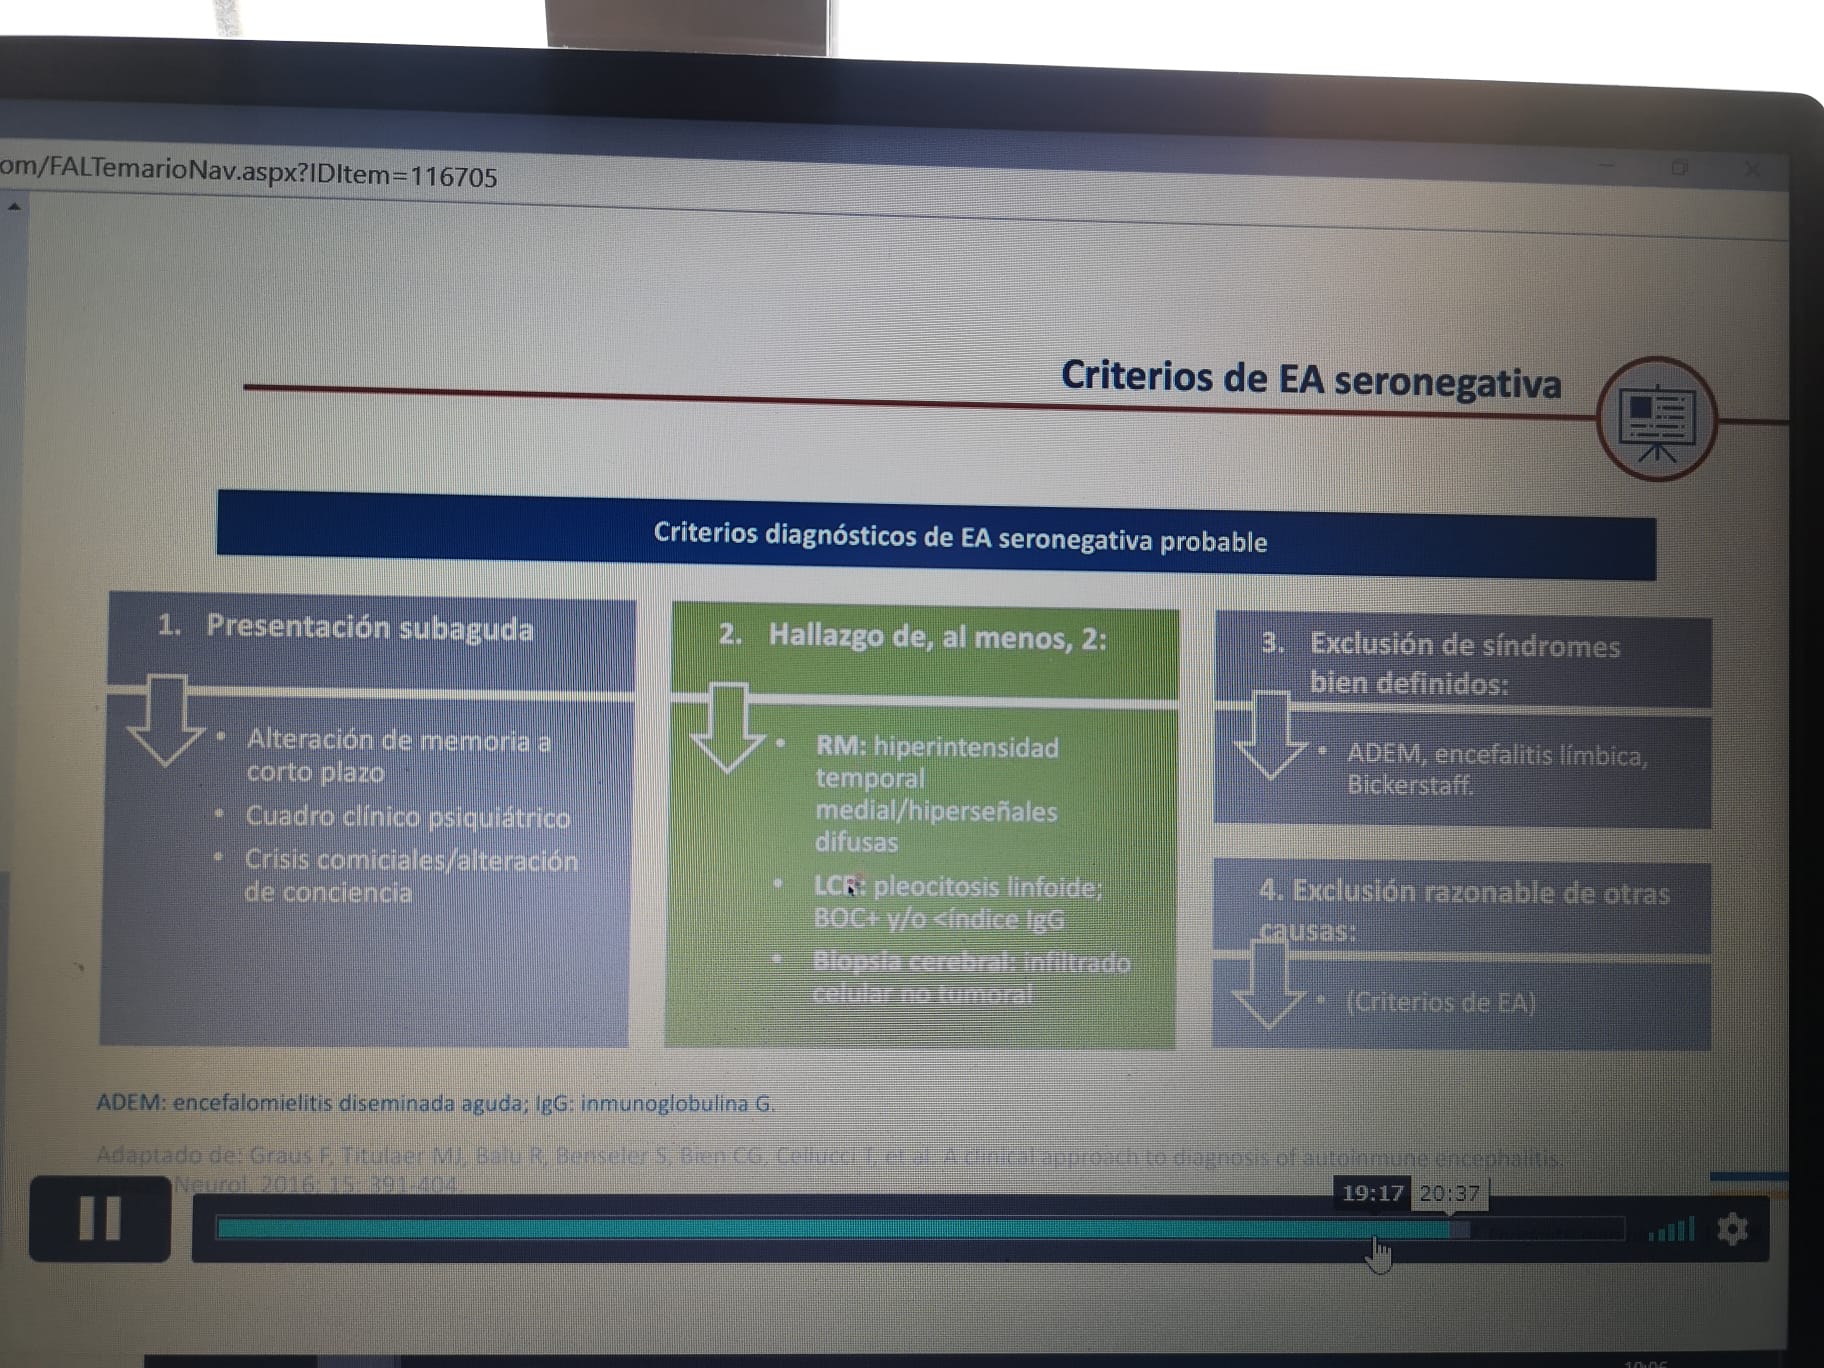 om/FALTemarioNav.aspx?IDItem=116705
Criterios de EA seronegativa
Criterios diagnósticos de EA seronegativa probable
1. Presentación subaguda
• Alteración de memoria a
corto plazo
• Cuadro clínico psiquiátrico
• Crisis comiciales/alteración
de conciencia
2. Hallazgo de, al menos, 2:
• RM: hiperintensidad
temporal
medial/hiperseñales
difusas
• LCR: pleocitosis linfoide;
BOC+ y/o <índice IgG
• Biopsia cerebral: infiltrado
celular no tumoral
3. Exclusión de síndromes
bien definidos:
• ADEM, encefalitis límbica,
Bickerstaff.
4. Exclusión razonable de otras
causas:
• (Criterios de EA)
ADEM: encefalomielitis diseminada aguda; IgG: inmunoglobulina G.
Adaptado de: Graus F, Titulaer MJ, Balu R, Benseler S, Bien CG, et al. A clinical approach to diagnosis of autoinmune encephalitis.
Neurol. 2016; 15: 391-404.
19:17 20:37